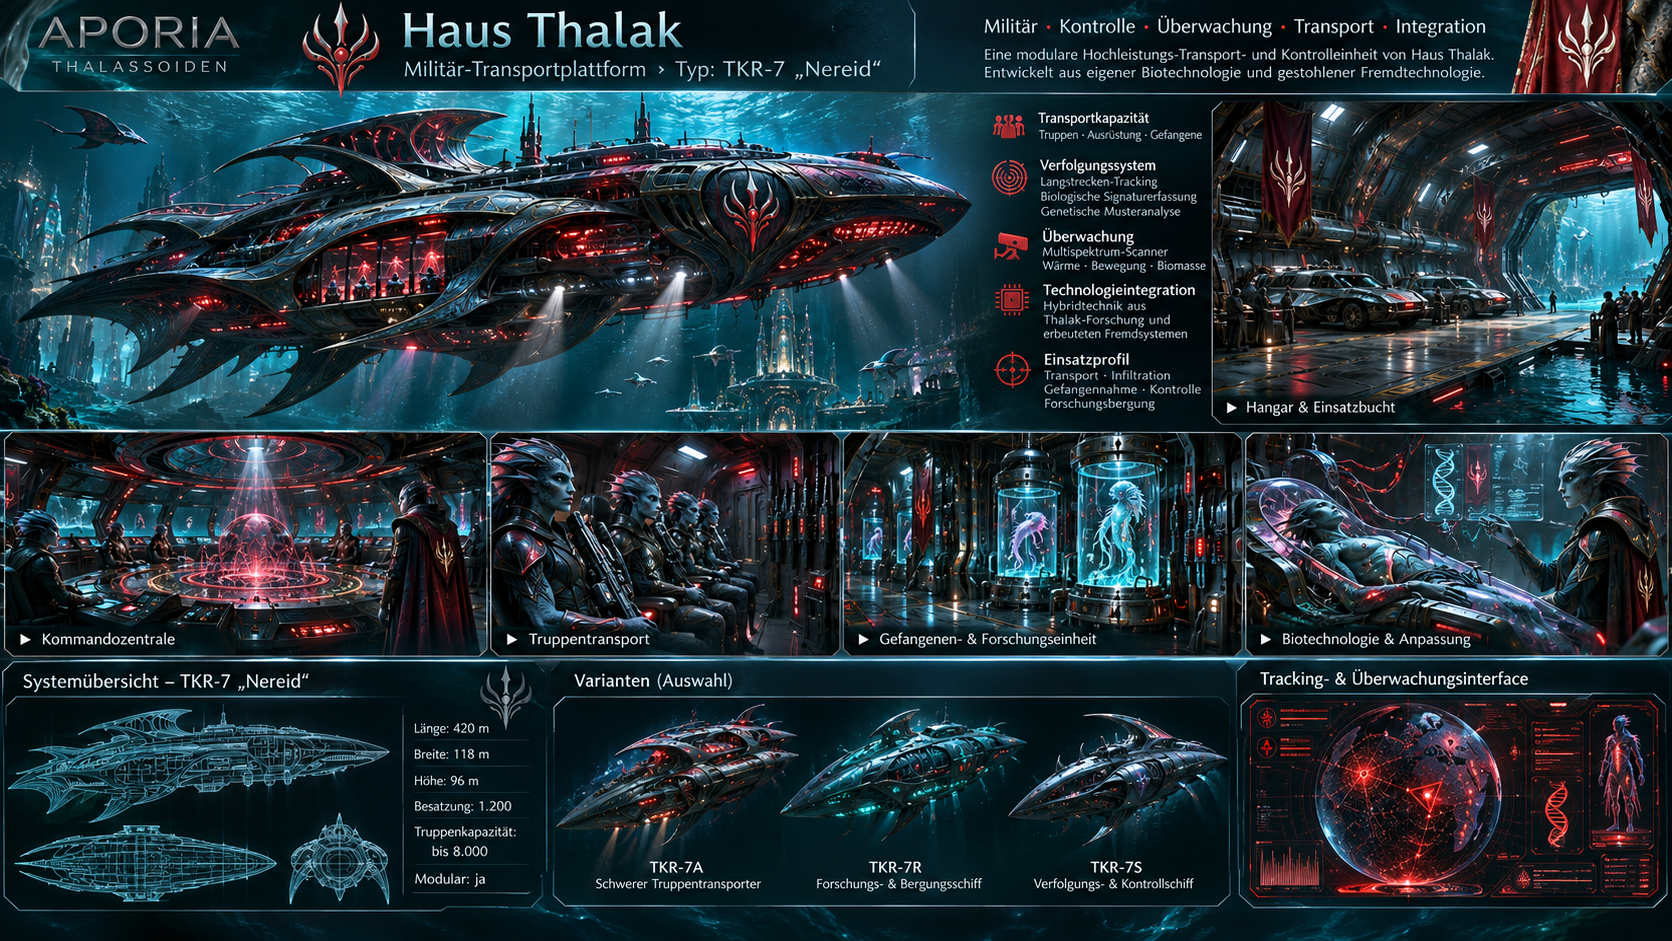 APORIA
THALASSOIDEN
Haus Thalak
Militär-Transportplattform › Typ: TKR-7 „Nereid“
Militär • Kontrolle • Überwachung • Transport • Integration
Eine modulare Hochleistungs-Transport- und Kontrolleinheit von Haus Thalak.
Entwickelt aus eigener Biotechnologie und gestohlener Fremdtechnologie.
Transportkapazität
Truppen · Ausrüstung · Gefangene
Verfolgungssystem
Langstrecken-Tracking
Biologische Signaturerfassung
Genetische Musteranalyse
Überwachung
Multispektrum-Scanner
Wärme · Bewegung · Biomasse
Technologieintegration
Hybridtechnik aus
Thalak-Forschung und
erbeuteten Fremdsystemen
Einsatzprofil
Transport · Infiltration
Gefangennahme · Kontrolle
Forschungsbergung
▶ Hangar & Einsatzbucht
▶ Kommandozentrale
▶ Truppentransport
▶ Gefangenen- & Forschungseinheit
▶ Biotechnologie & Anpassung
Systemübersicht – TKR-7 „Nereid“
Länge: 420 m
Breite: 118 m
Höhe: 96 m
Besatzung: 1.200
Truppenkapazität:
bis 8.000
Modular: ja
Varianten (Auswahl)
TKR-7A
Schwerer Truppentransporter
TKR-7R
Forschungs- & Bergungsschiff
TKR-7S
Verfolgungs- & Kontrollschiff
Tracking- & Überwachungsinterface